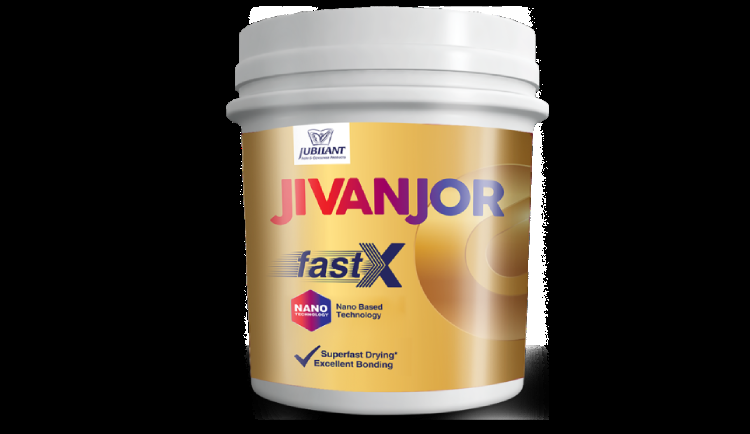 JUBILANT
JIVANJOR
fastX
NANO
TECHNOLOGY
Nano Based
Technology
Superfast Drying*
Excellent Bonding